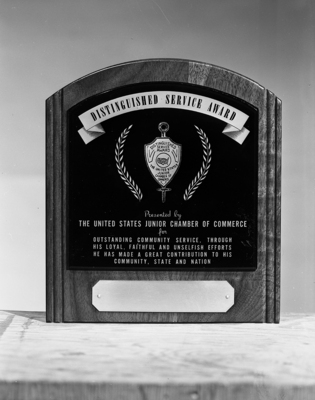 DISTINGUISHED SERVICE AWARD
Presented by
THE UNITED STATES JUNIOR CHAMBER OF COMMERCE
for
OUTSTANDING COMMUNITY SERVICE, THROUGH
HIS LOYAL, FAITHFUL AND UNSELFISH EFFORTS
HE HAS MADE A GREAT CONTRIBUTION TO HIS
COMMUNITY, STATE AND NATION